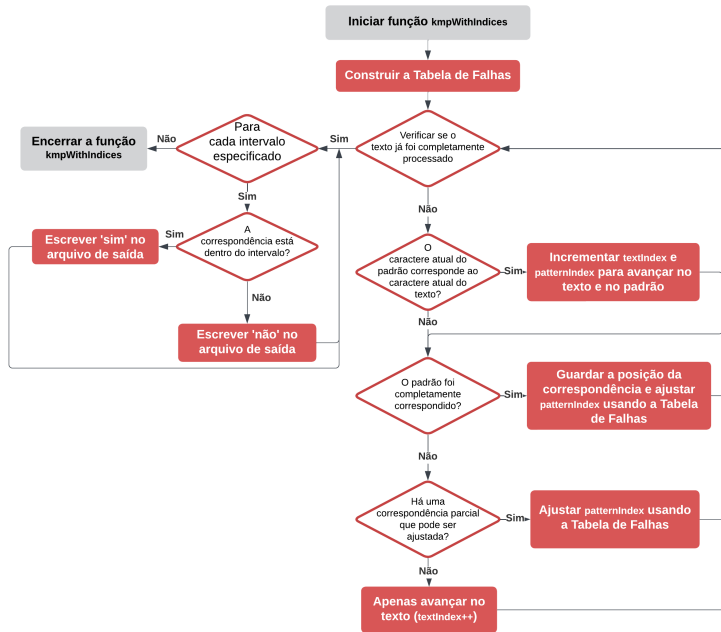 Iniciar função kmpWithIndices
Construir a Tabela de Falhas
Verificar se o
texto já foi completamente
processado
Sim
Não
Para
cada intervalo
especificado
Não
Encerrar a função
kmpWithIndices
Sim
A
correspondência está
dentro do intervalo?
Sim
Escrever 'sim' no
arquivo de saída
Não
Escrever 'não' no
arquivo de saída
O
caractere atual do
padrão corresponde ao
caractere atual do
texto?
Sim
Incrementar textIndex e
patternIndex para avançar no
texto e no padrão
Não
O padrão foi
completamente
correspondido?
Sim
Guardar a posição da
correspondência e ajustar
patternIndex usando a Tabela
de Falhas
Não
Há uma
correspondência parcial
que pode ser
ajustada?
Sim
Ajustar patternIndex usando
a Tabela de Falhas
Não
Apenas avançar no
texto (textIndex++)